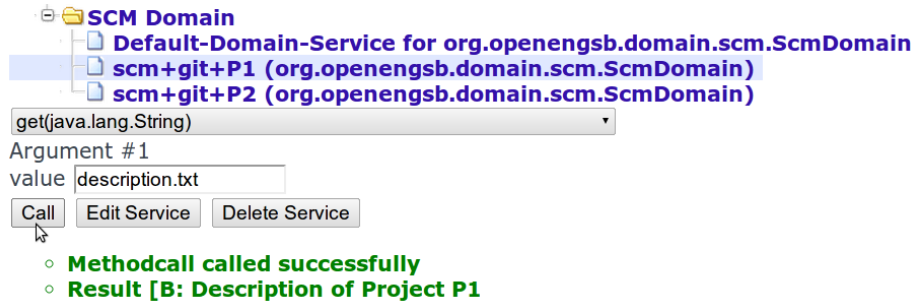 SCM Domain
Default-Domain-Service for org.openengsb.domain.scm.ScmDomain
scm+git+P1 (org.openengsb.domain.scm.ScmDomain)
scm+git+P2 (org.openengsb.domain.scm.ScmDomain)
get(java.lang.String)
Argument #1
value description.txt
Call Edit Service Delete Service
Methodcall called successfully
Result [B: Description of Project P1